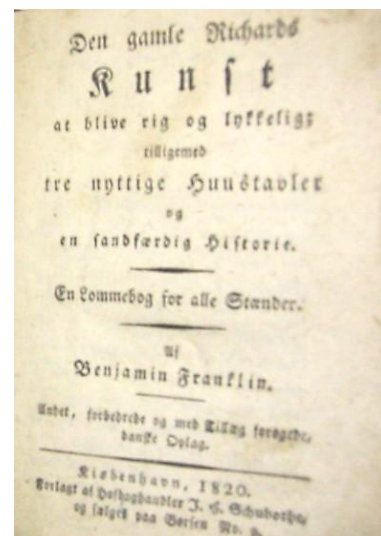 Den gamle Richards
Kunst
at blive rig og lykkelig;
tilligemed
tre nyttige Huustavler
og
en sandfærdig Historie.
En Lommebog for alle Stænder.
Af
Benjamin Franklin.
Andet, forbedrede og med Tillæg forøgede,
danske Oplag.
Kiøbenhavn, 1820.
Forlagt af Hofboghandler J. H. Schubothe,
og sælges paa Børsen No.